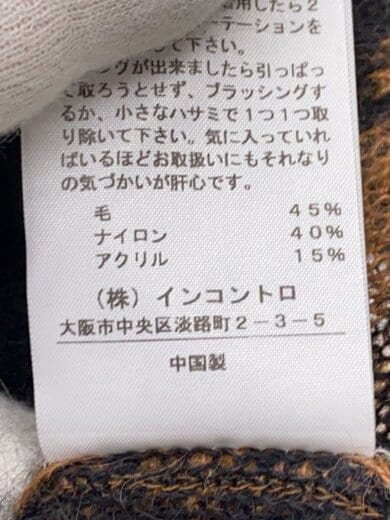 用したら2
ーテーションを
して下さい。
ングが出来ましたら引っぱっ
て取ろうとせず、ブラッシングす
るか、小さなハサミで1つ1つ取
り除いて下さい。気に入っていれ
ばいるほどお取扱いにもそれなり
の気づかいが肝心です。
毛 45%
ナイロン 40%
アクリル 15%
(株)インコントロ
大阪市中央区淡路町2-3-5
中国製